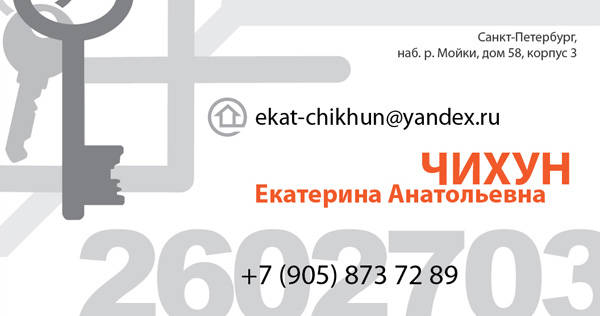 Санкт-Петербург,
наб. р. Мойки, дом 58, корпус 3
ekat-chikhun@yandex.ru
ЧИХУН
Екатерина Анатольевна
2602703
+7 (905) 873 72 89